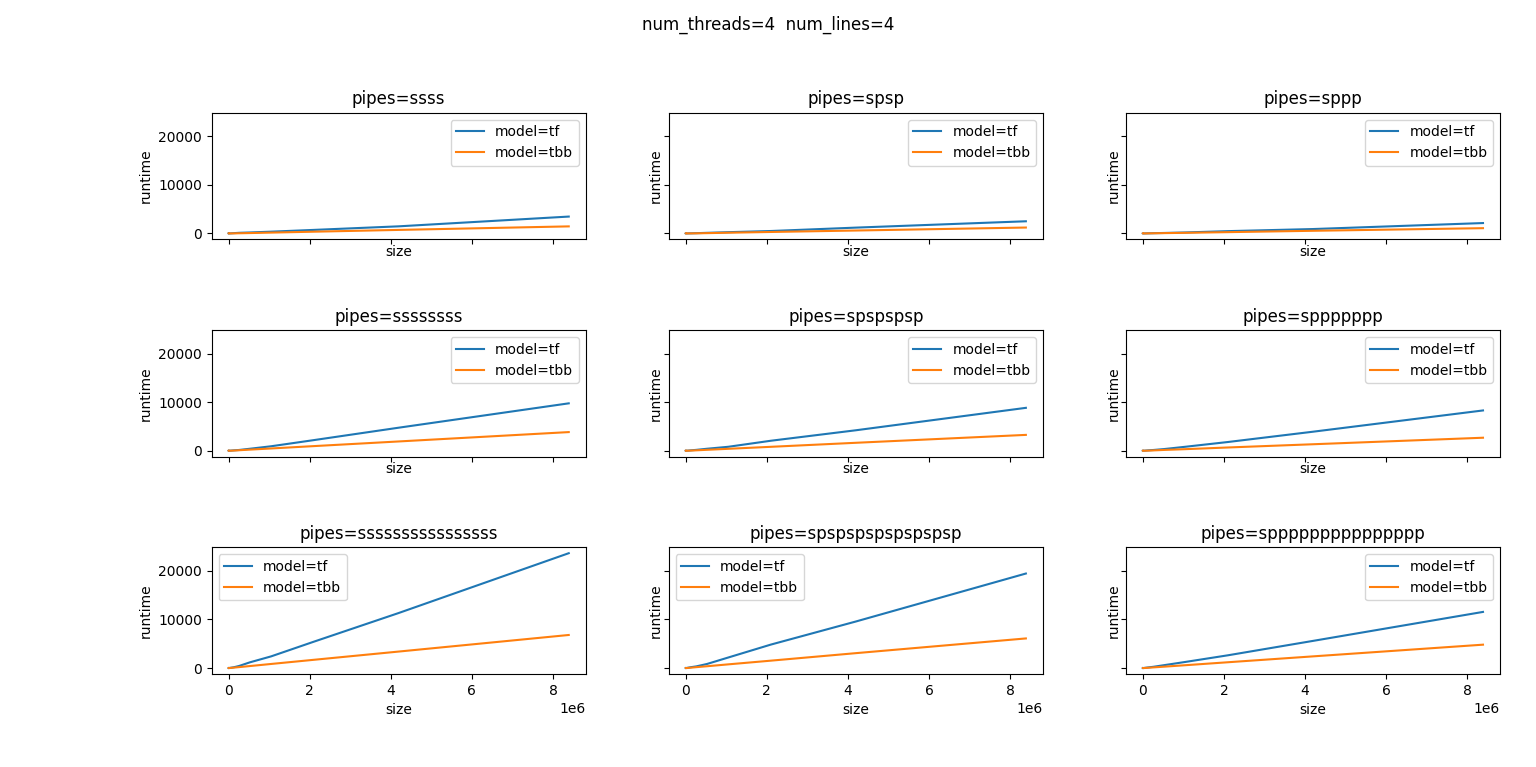 num_threads=4  num_lines=4
pipes=ssss
20000
10000
0
runtime
size
model=tf
model=tbb
pipes=spsp
runtime
size
model=tf
model=tbb
pipes=sppp
runtime
size
model=tf
model=tbb
pipes=ssssssss
20000
10000
0
runtime
size
model=tf
model=tbb
pipes=spspspsp
runtime
size
model=tf
model=tbb
pipes=sppppppp
runtime
size
model=tf
model=tbb
pipes=ssssssssssssssss
20000
10000
0
runtime
model=tf
model=tbb
0 2 4 6 8
size
1e6
pipes=spspspspspspspsp
runtime
model=tf
model=tbb
0 2 4 6 8
size
1e6
pipes=sppppppppppppppp
runtime
model=tf
model=tbb
0 2 4 6 8
size
1e6